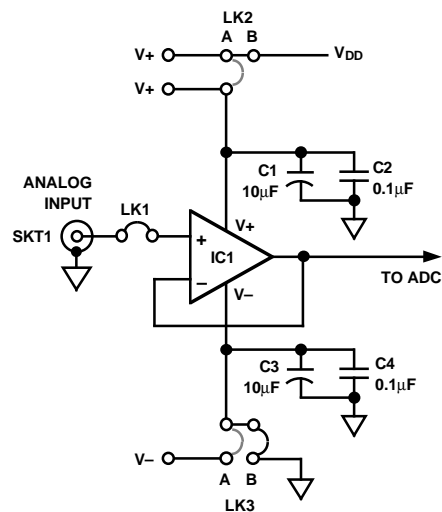 LK2
A B
V+
VDD
V+
C1
10µF
C2
0.1µF
ANALOG
INPUT
LK1
SKT1
+
V+
IC1
–
V–
TO ADC
C3
10µF
C4
0.1µF
V–
A B
LK3